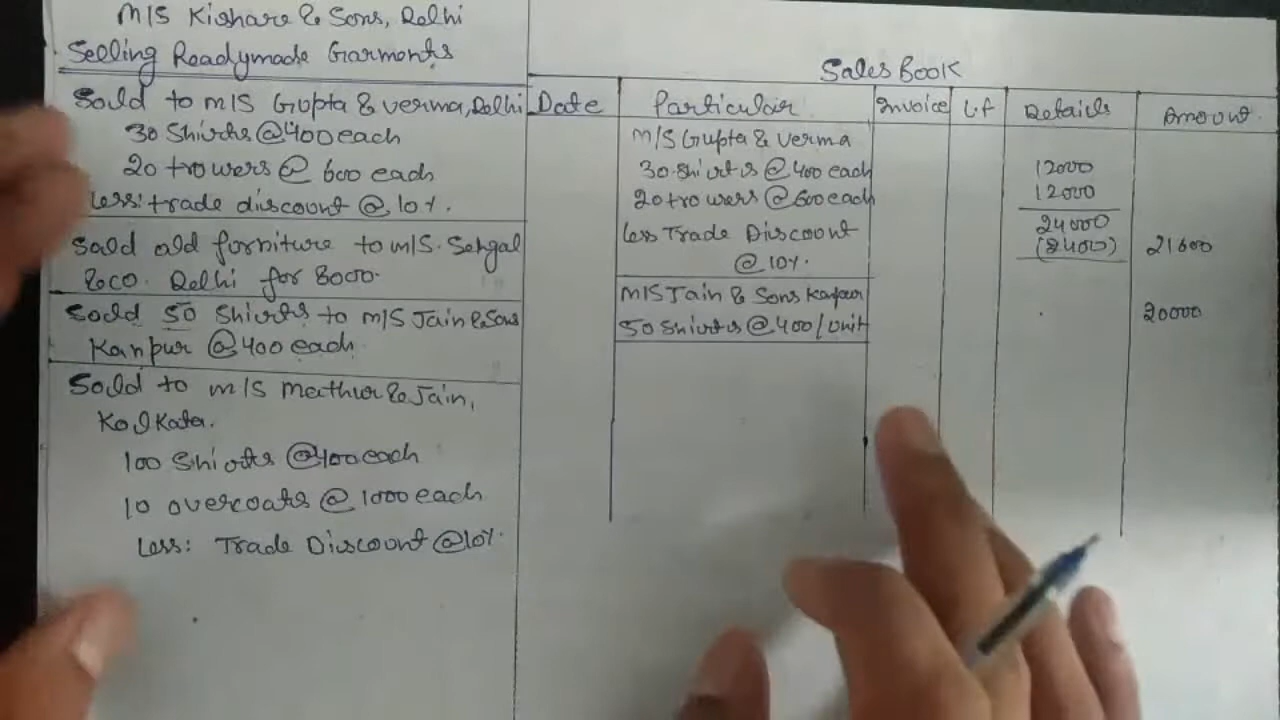 M/S Kishore & Sons, Delhi
Selling Readymade Garments
Sold to M/S Gupta & Verma, Delhi
30 Shirts @400 each
20 trowers @ 600 each
Less: trade discount @ 10%.
Sold old forniture to M/S. Sehgal
& co. Delhi for 8000.
Sold 50 Shirts to M/S Jain & Sons
Kanpur @400 each.
Sold to M/S Mathur & Jain,
Kolkata.
100 Shirts @400 each
10 overcoats @ 1000 each
Less: Trade Discount @10%.
Sales Book
Date Particular Invoice L.f Details Amount
M/S Gupta & Verma
30 Shirts @ 400 each 12000
20 trowers @ 600 each 12000
24000
Less Trade Discount (2400) 21600
@ 10%.
M/S Jain & Sons Kanpur
50 Shirts @ 400/Unit 20000